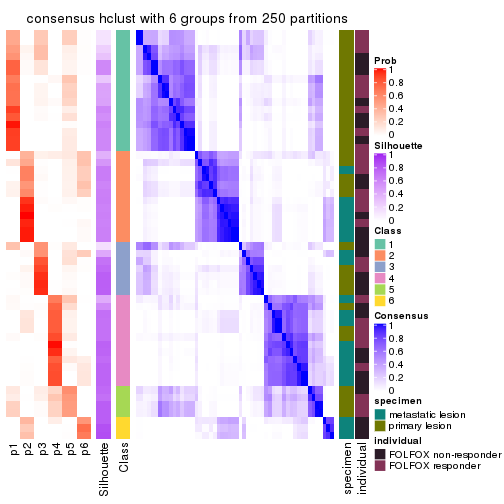 consensus hclust with 6 groups from 250 partitions
Prob
1
0.8
0.6
0.4
0.2
0
Silhouette
1
0.8
0.6
0.4
0.2
0
Class
1
2
3
4
5
6
Consensus
1
0.8
0.6
0.4
0.2
0
specimen
metastatic lesion
primary lesion
individual
FOLFOX non-responder
FOLFOX responder
p1
p2
p3
p4
p5
p6
Silhouette
Class
specimen
individual